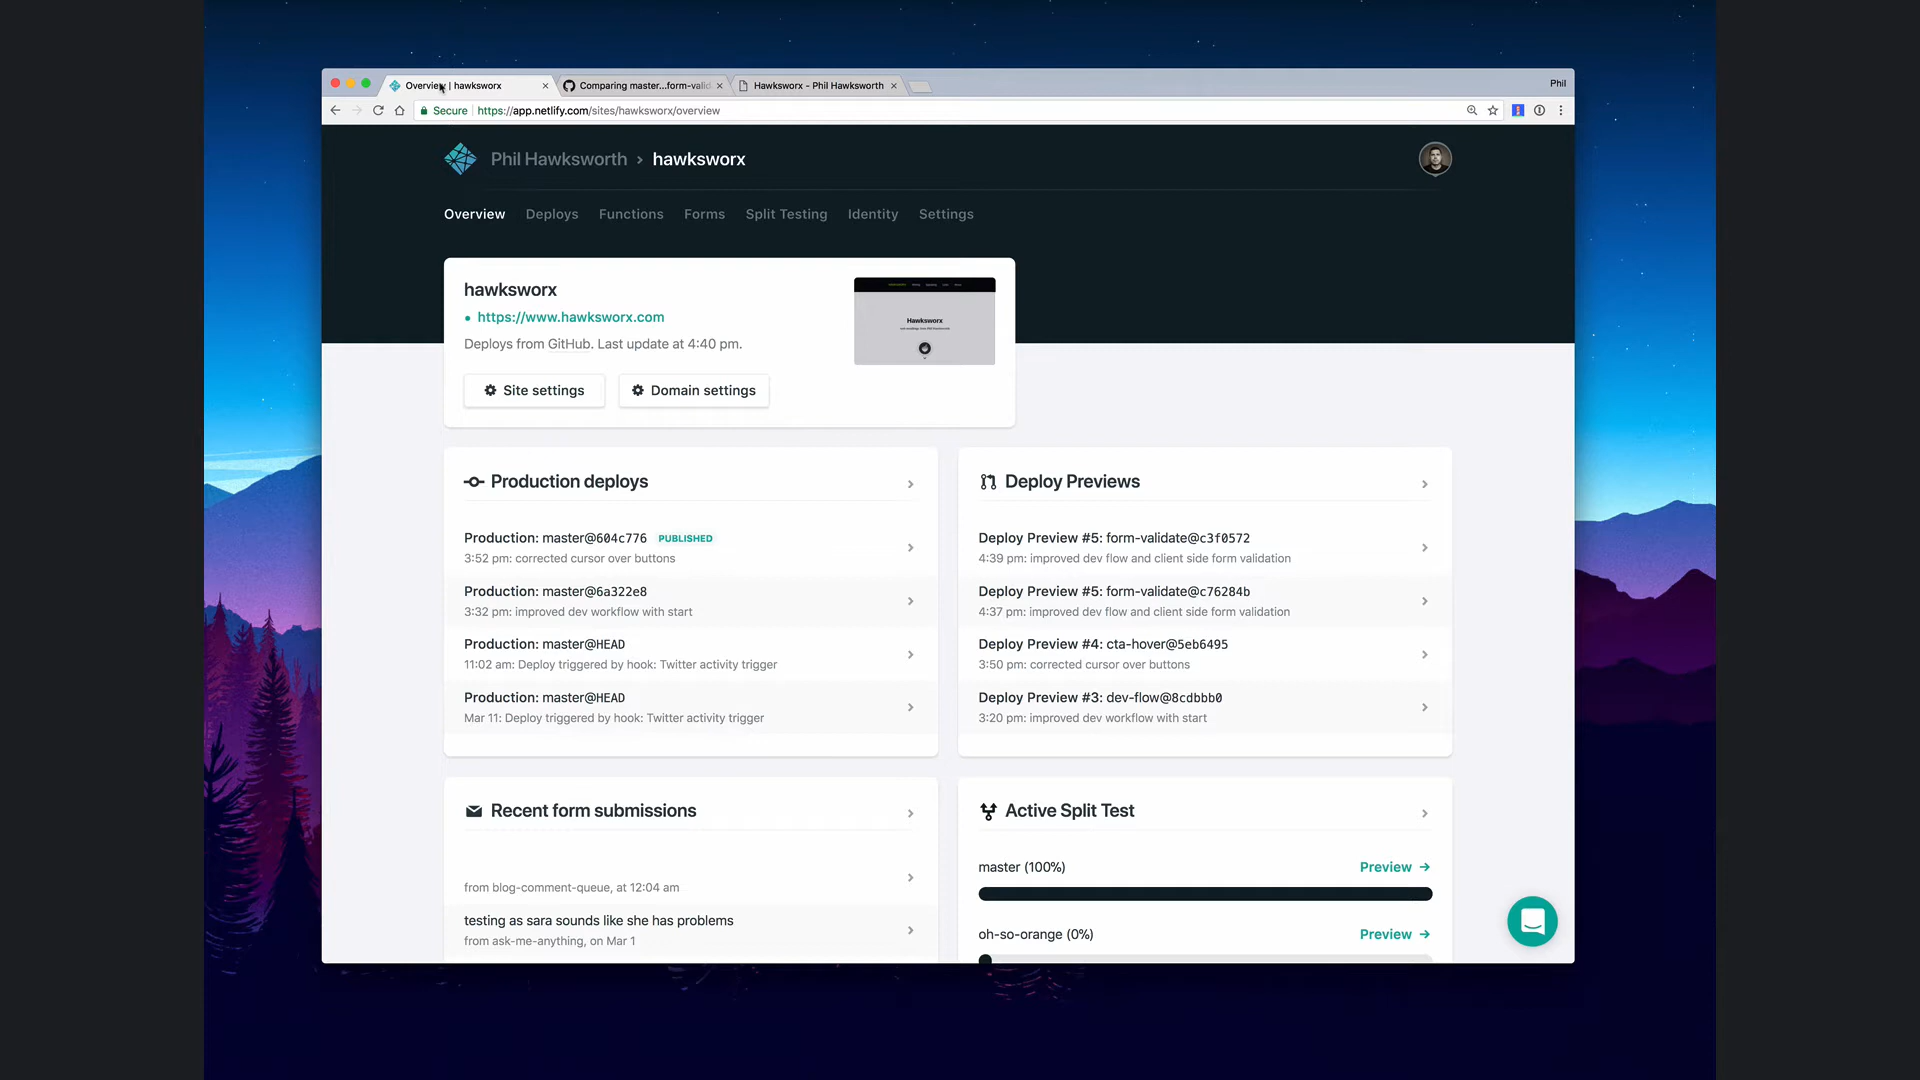 Overview | hawksworx
Comparing master...form-valid
Hawksworx - Phil Hawksworth
Phil
Secure
https://app.netlify.com/sites/hawksworx/overview
Phil Hawksworth › hawksworx
Overview
Deploys
Functions
Forms
Split Testing
Identity
Settings
hawksworx
https://www.hawksworx.com
Deploys from GitHub. Last update at 4:40 pm.
Site settings
Domain settings
Hawksworx
Production deploys
Production: master@604c776 PUBLISHED
3:52 pm: corrected cursor over buttons
Production: master@6a322e8
3:32 pm: improved dev workflow with start
Production: master@HEAD
11:02 am: Deploy triggered by hook: Twitter activity trigger
Production: master@HEAD
Mar 11: Deploy triggered by hook: Twitter activity trigger
Deploy Previews
Deploy Preview #5: form-validate@c3f0572
4:39 pm: improved dev flow and client side form validation
Deploy Preview #5: form-validate@c76284b
4:37 pm: improved dev flow and client side form validation
Deploy Preview #4: cta-hover@5eb6495
3:50 pm: corrected cursor over buttons
Deploy Preview #3: dev-flow@8cdbbb0
3:20 pm: improved dev workflow with start
Recent form submissions
from blog-comment-queue, at 12:04 am
testing as sara sounds like she has problems
from ask-me-anything, on Mar 1
Active Split Test
master (100%)
Preview →
oh-so-orange (0%)
Preview →